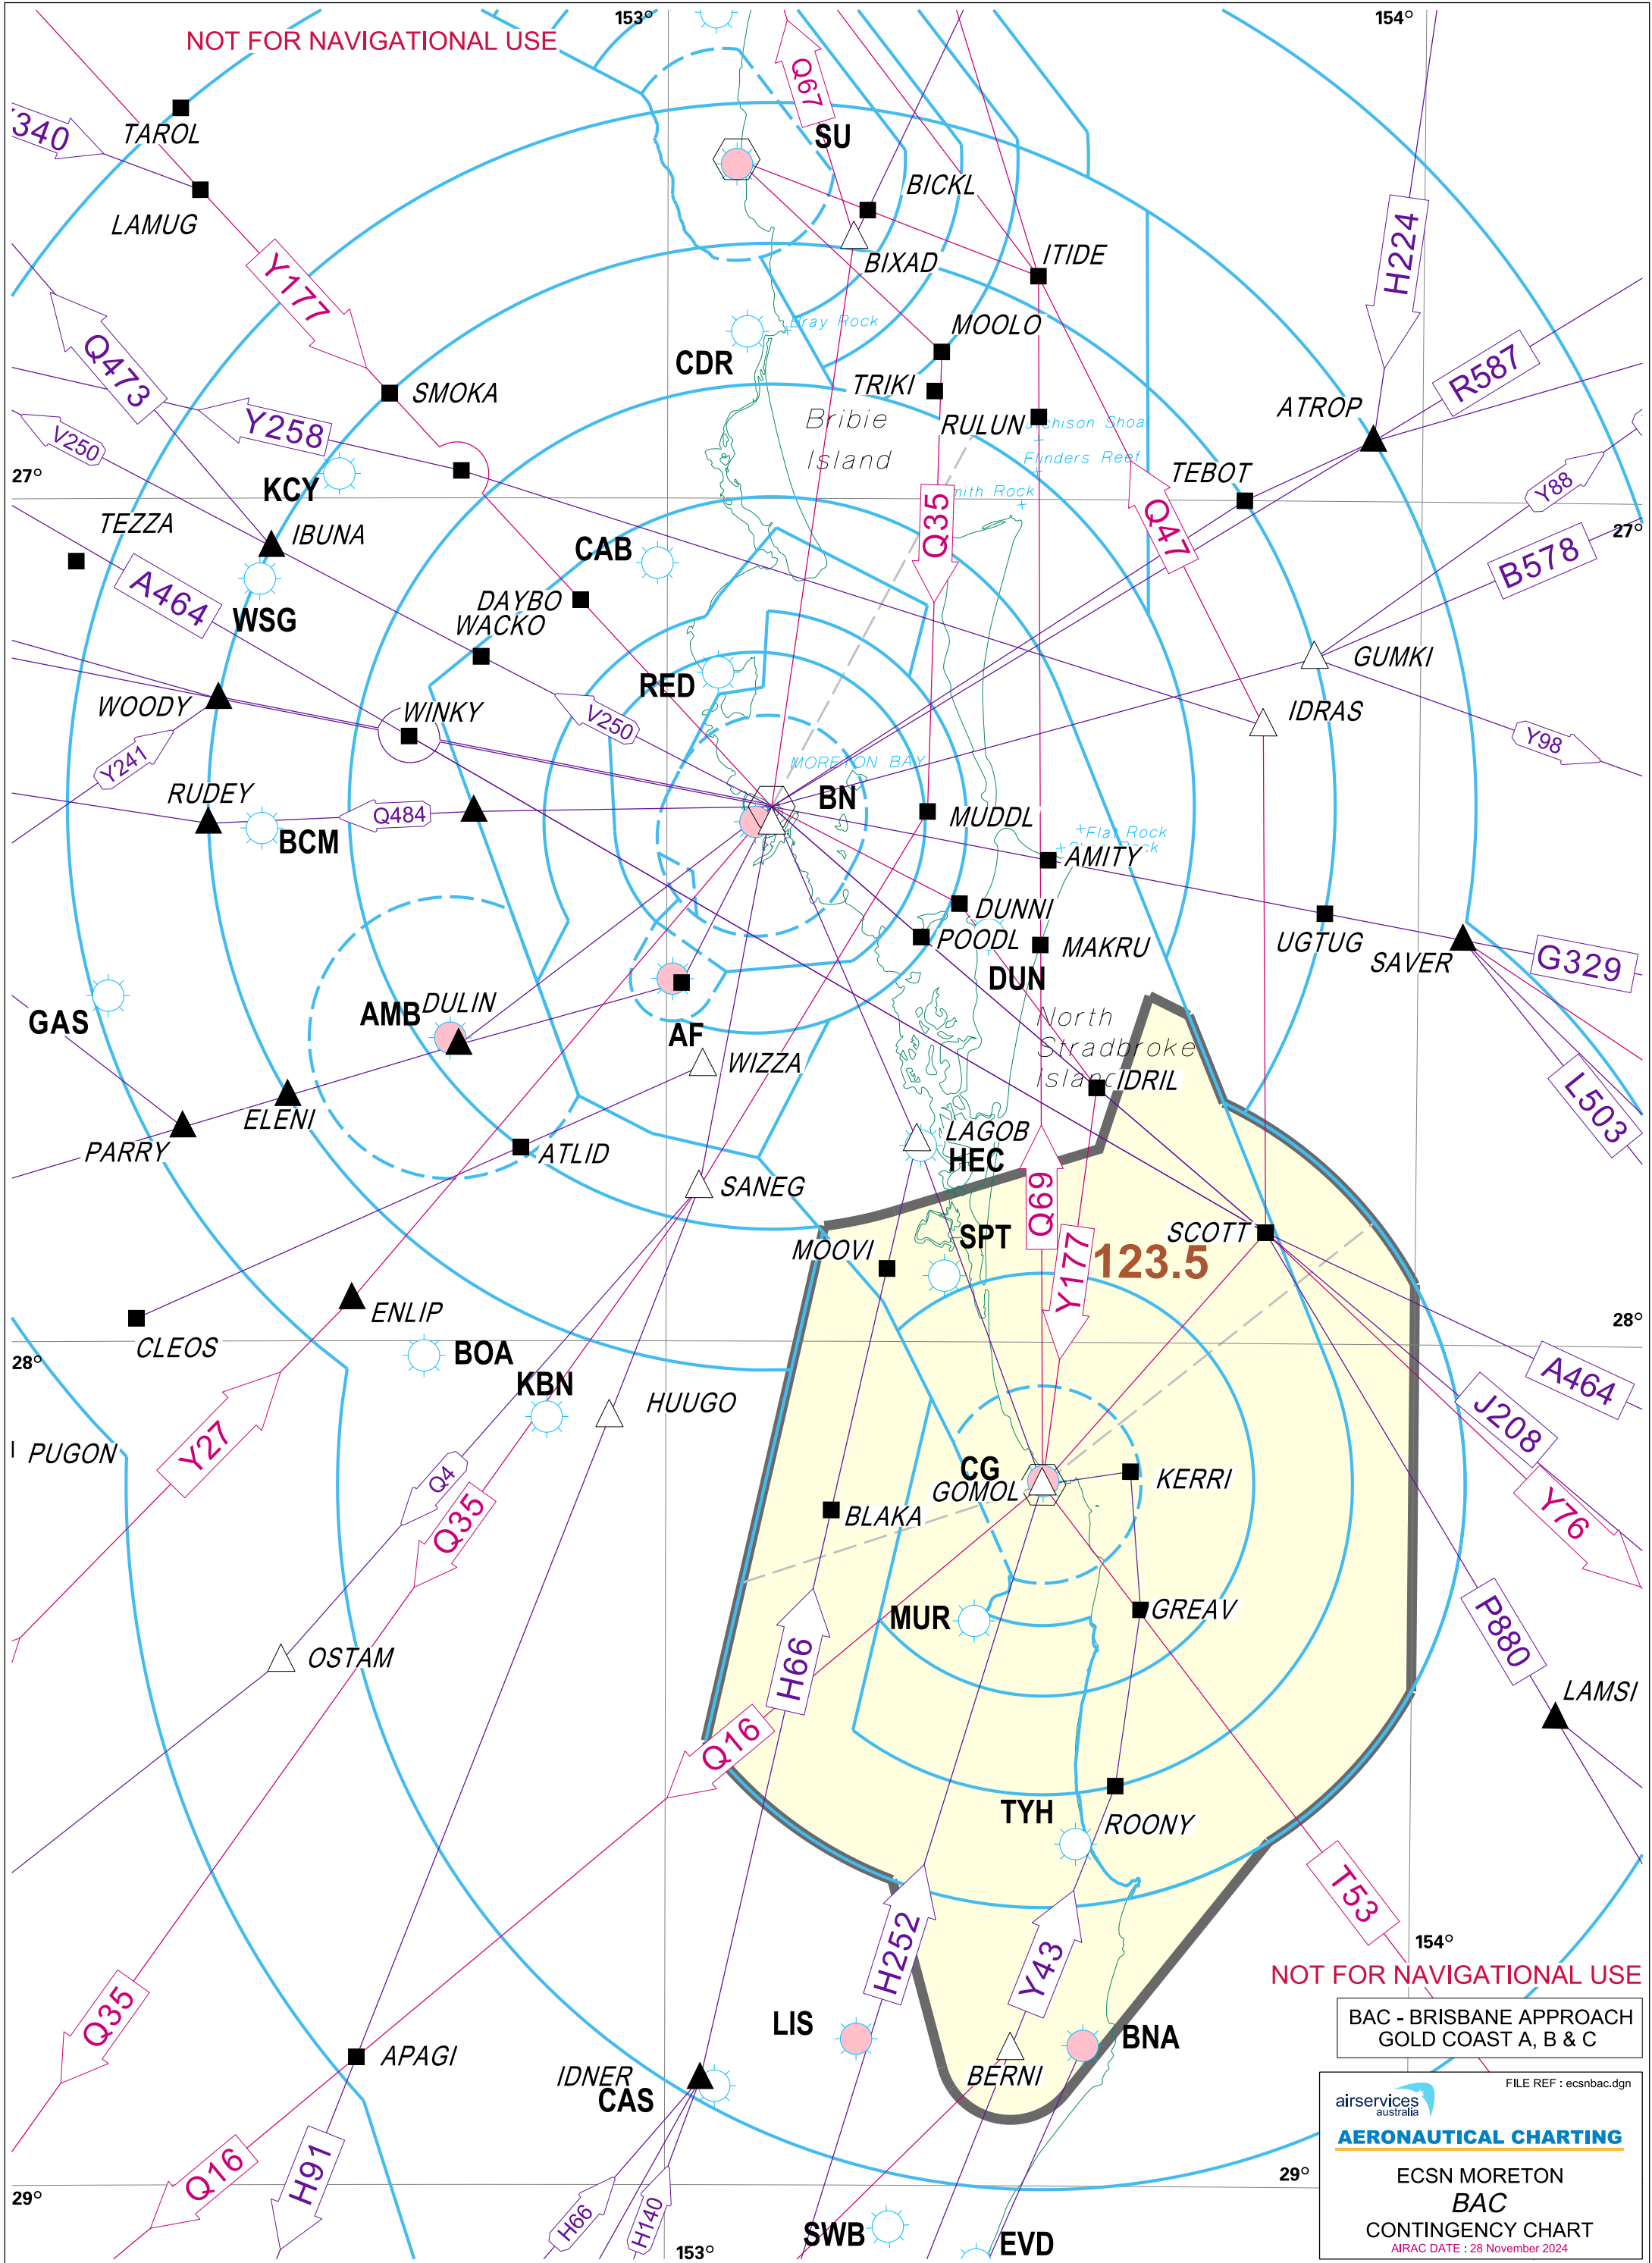 153°
154°
NOT FOR NAVIGATIONAL USE
Q67
SU
TAROL
340
LAMUG
BICKL
BIXAD
ITIDE
H224
Y177
Bray Rock
MOOLO
Q473
CDR
TRIKI
SMOKA
Bribie
Island
RULUN
chison Shoal
ATROP
R587
Y258
V250
Flinders Reef
27°
KCY
TEBOT
mith Rock
Y88
TEZZA
IBUNA
Q35
Q47
27°
CAB
B578
A464
WSG
DAYBO
WACKO
RED
GUMKI
WOODY
WINKY
V250
IDRAS
Y241
MORETON BAY
Y98
RUDEY
Q484
BN
MUDDL
BCM
Flat Rock
Rock
AMITY
DUNNI
POODL
MAKRU
UGTUG
SAVER
G329
DUN
GAS
AMB
DULIN
AF
North
Stradbroke
Island
WIZZA
IDRIL
L503
ELENI
PARRY
LAGOB
ATLID
HEC
SANEG
Q69
SPT
SCOTT
MOOVI
Y177
123.5
ENLIP
CLEOS
28°
28°
BOA
KBN
A464
HUUGO
J208
PUGON
Y27
Q4
Q35
CG
GOMOL
KERRI
BLAKA
Y76
MUR
GREAV
P880
OSTAM
H66
LAMSI
Q16
TYH
ROONY
T53
H252
Y43
154°
NOT FOR NAVIGATIONAL USE
BAC - BRISBANE APPROACH
GOLD COAST A, B & C
Q35
LIS
BNA
APAGI
IDNER
CAS
BERNI
FILE REF : ecsnbac.dgn
airservices
australia
AERONAUTICAL CHARTING
Q16
H91
29°
29°
ECSN MORETON
BAC
CONTINGENCY CHART
AIRAC DATE : 28 November 2024
H66
H140
SWB
EVD
153°